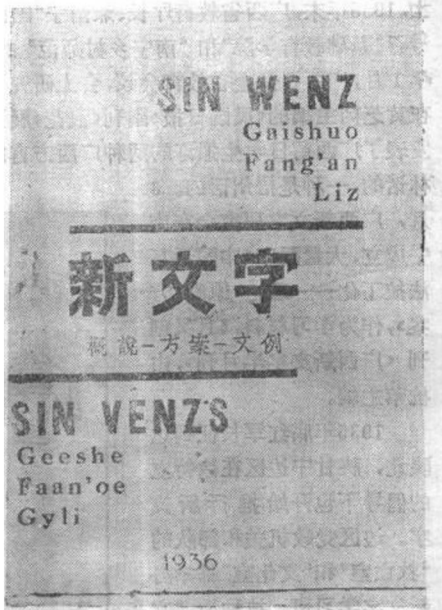 SIN WENZ
Gaishuo
Fang'an
Liz
新文字
概說-方案-文例
SIN VENZS
Geeshe
Faan'oe
Gyli
1936